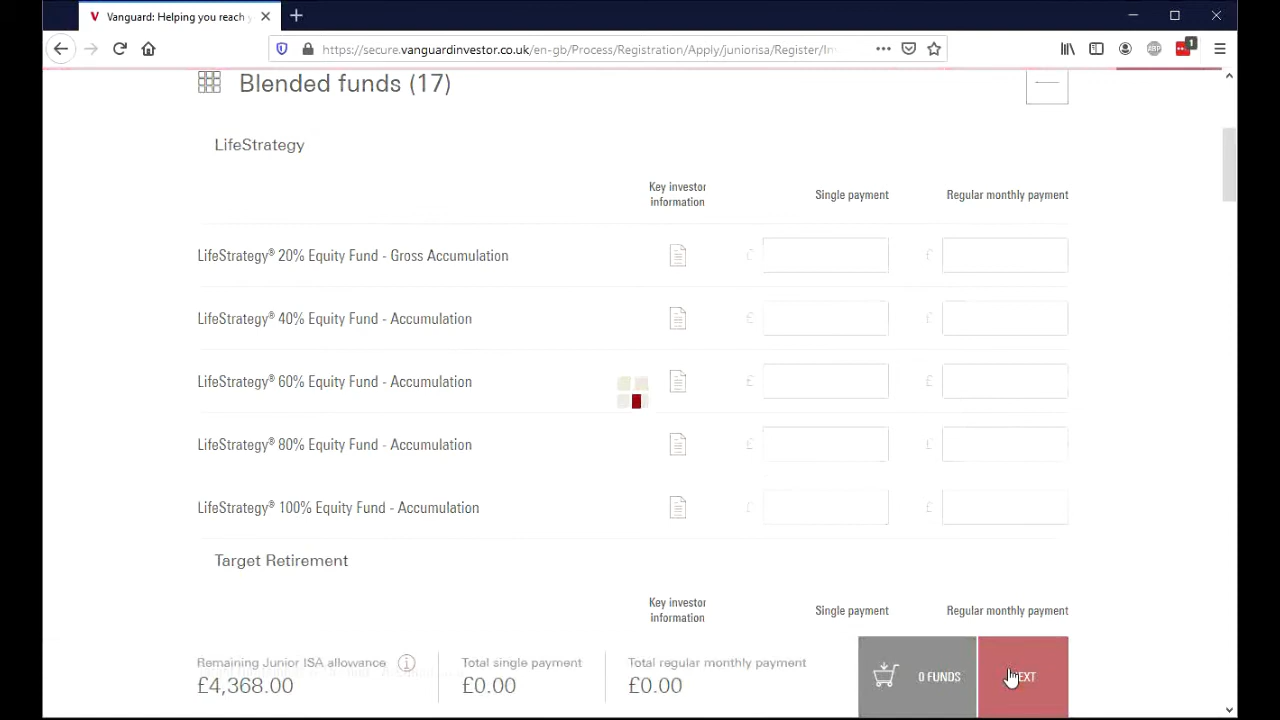 Vanguard: Helping you reach
https://secure.vanguardinvestor.co.uk/en-gb/Process/Registration/Apply/juniorisa/Register/In
ABP
1
Blended funds (17)
LifeStrategy
Key investor information
Single payment
Regular monthly payment
LifeStrategy® 20% Equity Fund - Gross Accumulation
£
£
LifeStrategy® 40% Equity Fund - Accumulation
£
£
LifeStrategy® 60% Equity Fund - Accumulation
£
£
LifeStrategy® 80% Equity Fund - Accumulation
£
£
LifeStrategy® 100% Equity Fund - Accumulation
£
£
Target Retirement
Key investor information
Single payment
Regular monthly payment
Remaining Junior ISA allowance
£4,368.00
Total single payment
£0.00
Total regular monthly payment
£0.00
0 FUNDS
NEXT